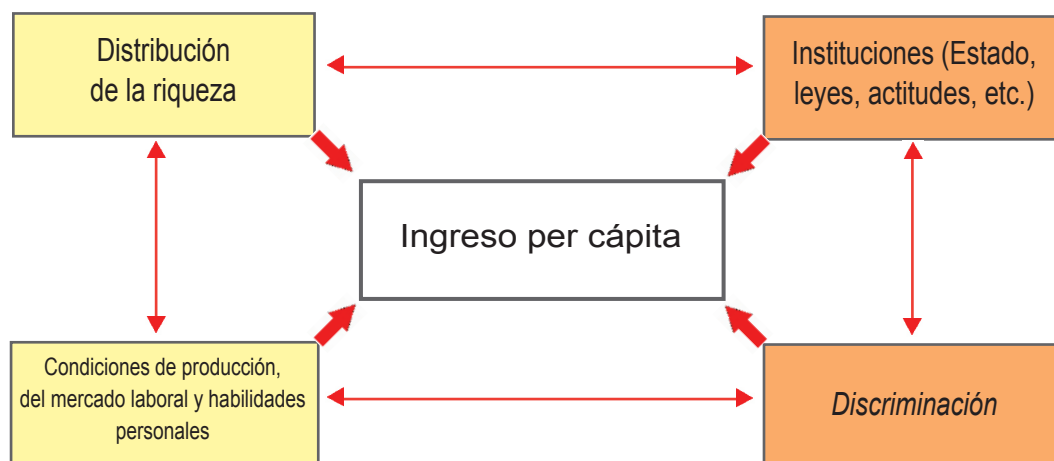 Distribución
de la riqueza
Instituciones (Estado,
leyes, actitudes, etc.)
Ingreso per cápita
Condiciones de producción,
del mercado laboral y habilidades
personales
Discriminación